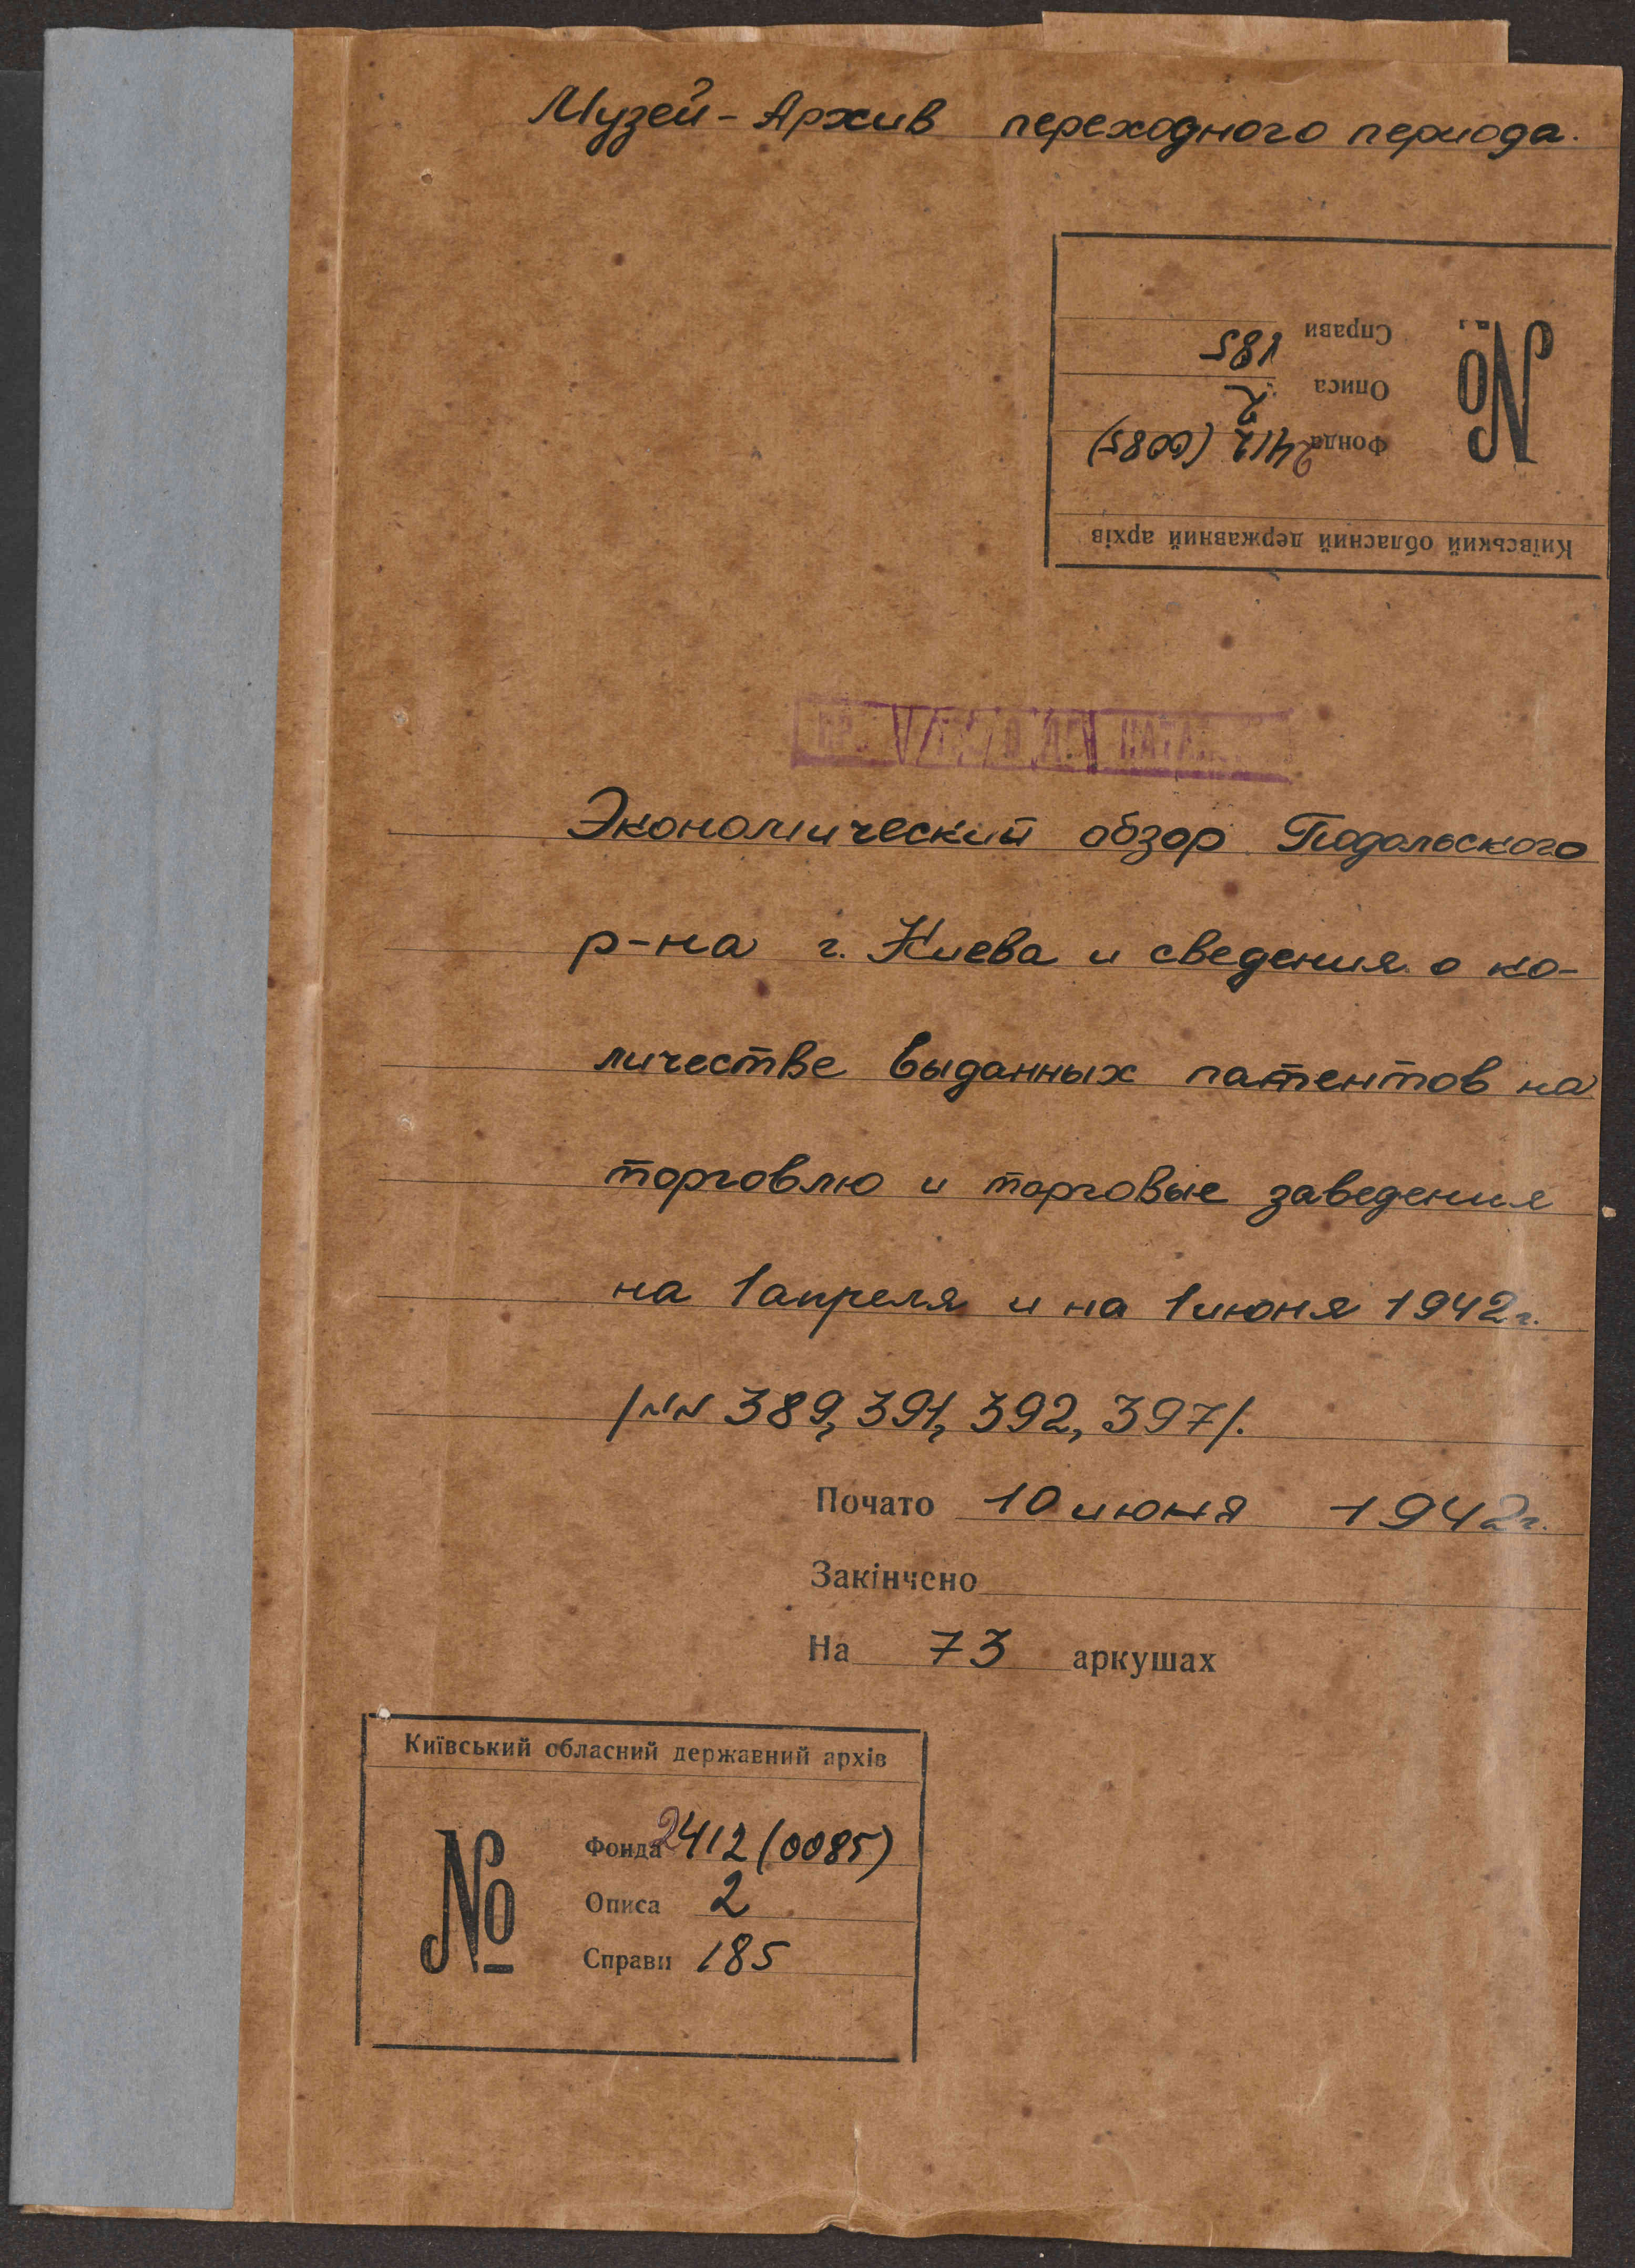 Музей-Архив переходного периода.
Київський обласний державний архів
№
Фонда 2412 (0085)
Описа 2
Справи 185
Экономический обзор Подольского
р-на г. Киева и сведения о ко-
личестве выданных патентов на
торговлю и торговые заведения
на 1 апреля и на 1 июня 1942 г.
/NN 389, 391, 392, 397/.
Почато 10 июня 1942 г.
Закінчено
На 73 аркушах
Київський обласний державний архів
№
Фонда 2412 (0085)
Описа 2
Справи 185